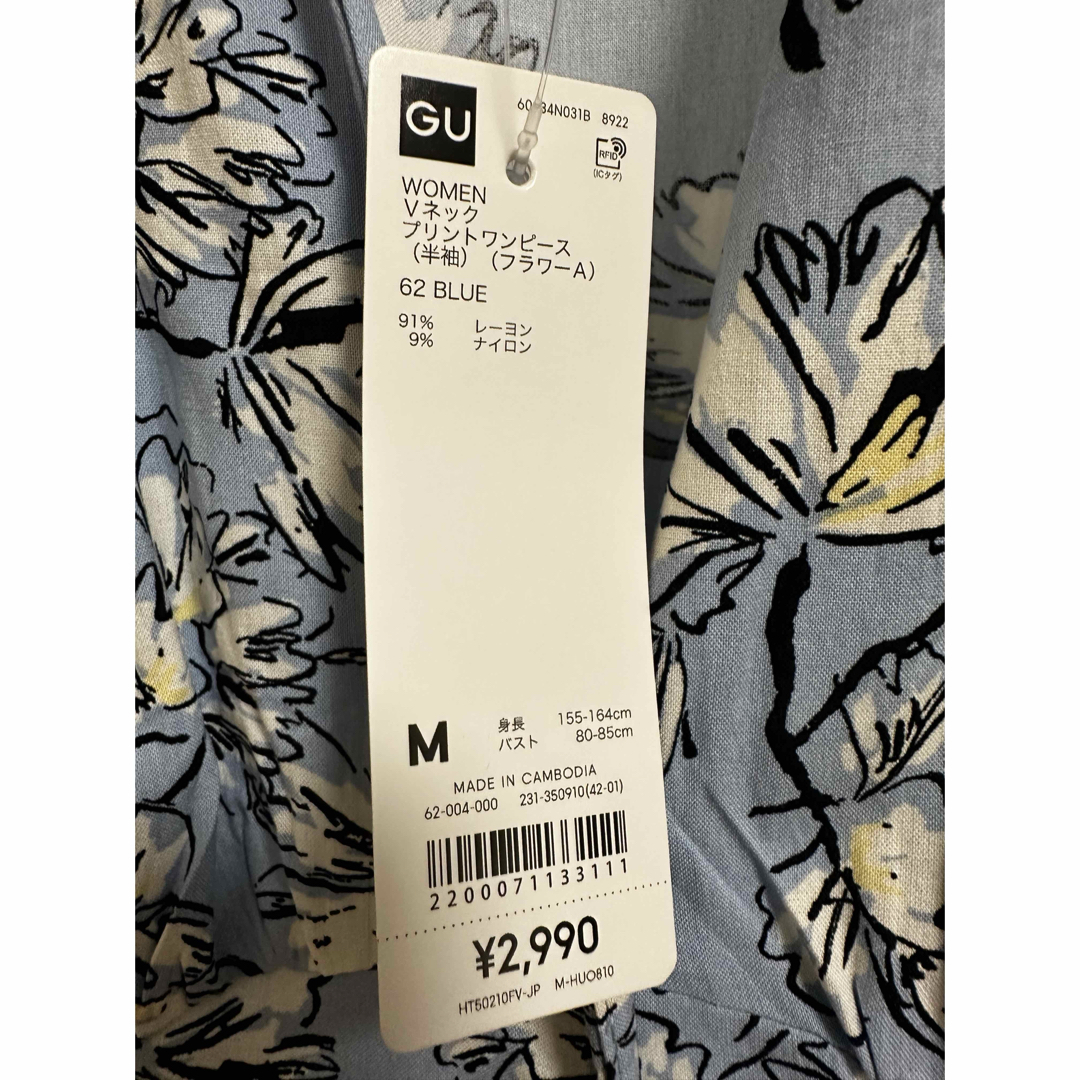 GU
8922
RFID
(ICタグ)
WOMEN
Vネック
プリントワンピース
(半袖)(フラワーA)
62 BLUE
91% レーヨン
9% ナイロン
M
身長 155-164cm
バスト 80-85cm
MADE IN CAMBODIA
62-004-000 231-350910(42-01)
2200071133111
¥2,990
HT50210FV-JP M-HUO810